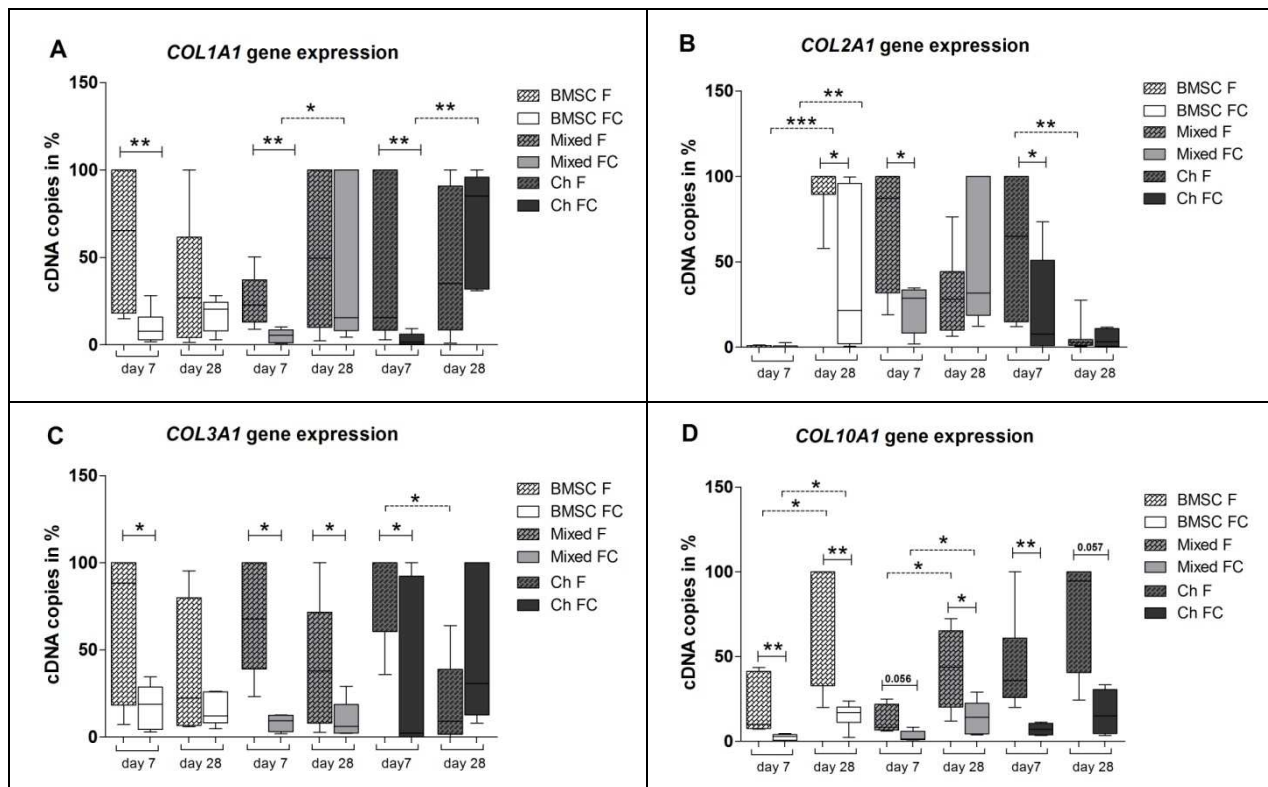 A
COL1A1 gene expression
cDNA copies in %
150
100
50
0
**
**
*
**
**
day 7
day 28
day 7
day 28
day7
day 28
BMSC F
BMSC FC
Mixed F
Mixed FC
Ch F
Ch FC
B
COL2A1 gene expression
cDNA copies in %
150
100
50
0
***
**
*
*
**
*
day 7
day 28
day 7
day 28
day7
day 28
BMSC F
BMSC FC
Mixed F
Mixed FC
Ch F
Ch FC
C
COL3A1 gene expression
cDNA copies in %
150
100
50
0
*
*
*
*
*
day 7
day 28
day 7
day 28
day7
day 28
BMSC F
BMSC FC
Mixed F
Mixed FC
Ch F
Ch FC
D
COL10A1 gene expression
cDNA copies in %
150
100
50
0
*
*
**
**
0.056
*
*
*
**
0.057
day 7
day 28
day 7
day 28
day7
day 28
BMSC F
BMSC FC
Mixed F
Mixed FC
Ch F
Ch FC